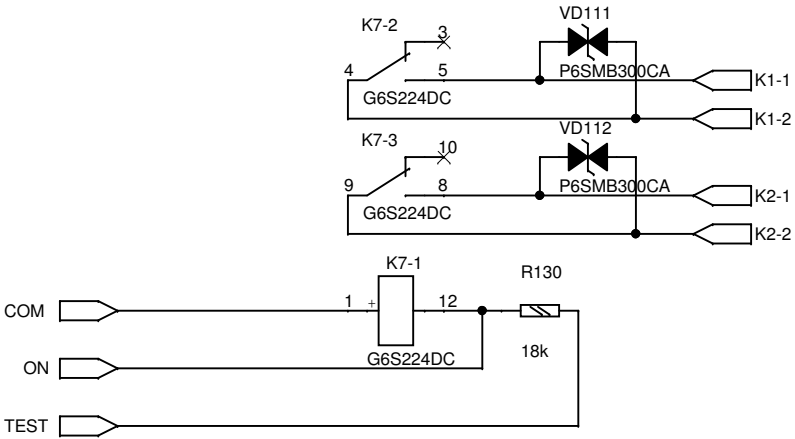 VD111
K7-2
3
4
5
P6SMB300CA
K1-1
G6S224DC
K1-2
VD112
K7-3
10
9
8
P6SMB300CA
K2-1
G6S224DC
K2-2
K7-1
R130
COM
1
+
12
18k
G6S224DC
ON
TEST